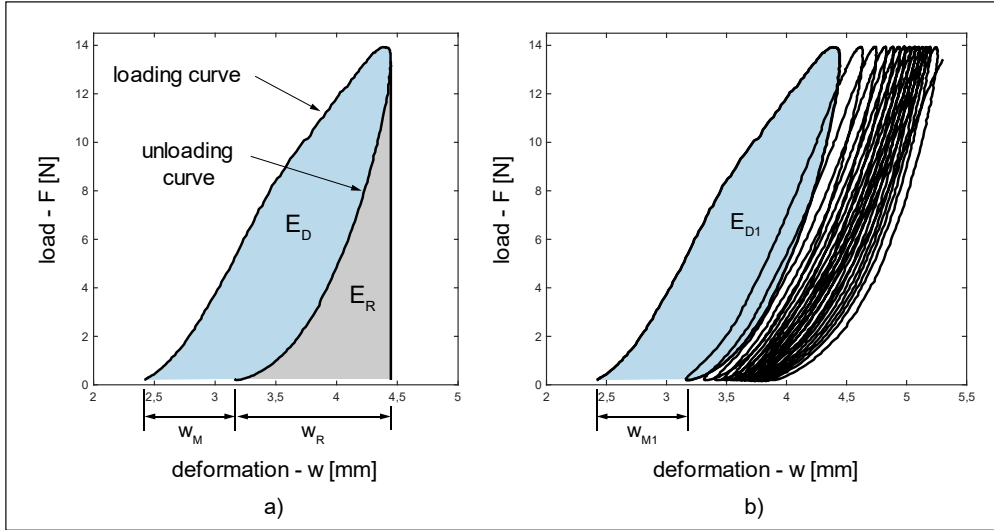 14
12
10
8
6
4
2
0
load - F [N]
loading curve
unloading
curve
E_D
E_R
2
2,5
3
3,5
4
4,5
5
w_M
w_R
deformation - w [mm]
a)
14
12
10
8
6
4
2
0
load - F [N]
E_D1
2
2,5
3
3,5
4
4,5
5
5,5
w_M1
deformation - w [mm]
b)